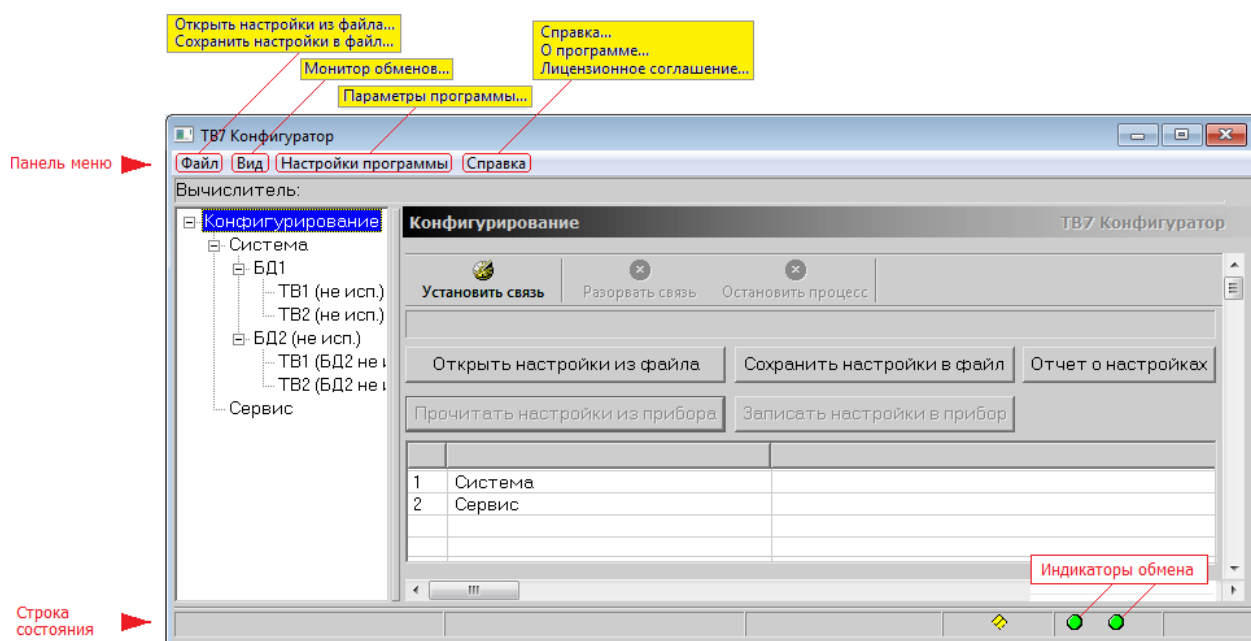 Открыть настройки из файла...
Сохранить настройки в файл...
Справка...
О программе...
Лицензионное соглашение...
Монитор обменов...
Параметры программы...
ТВ7 Конфигуратор
Панель меню
Файл Вид Настройки программы Справка
Вычислитель:
Конфигурирование
Система
БД1
ТВ1 (не исп.)
ТВ2 (не исп.)
БД2 (не исп.)
ТВ1 (БД2 не
ТВ2 (БД2 не
Сервис
Конфигурирование ТВ7 Конфигуратор
Установить связь Разорвать связь Остановить процесс
Открыть настройки из файла Сохранить настройки в файл Отчет о настройках
Прочитать настройки из прибора Записать настройки в прибор
1 Система
2 Сервис
Индикаторы обмена
Строка
состояния